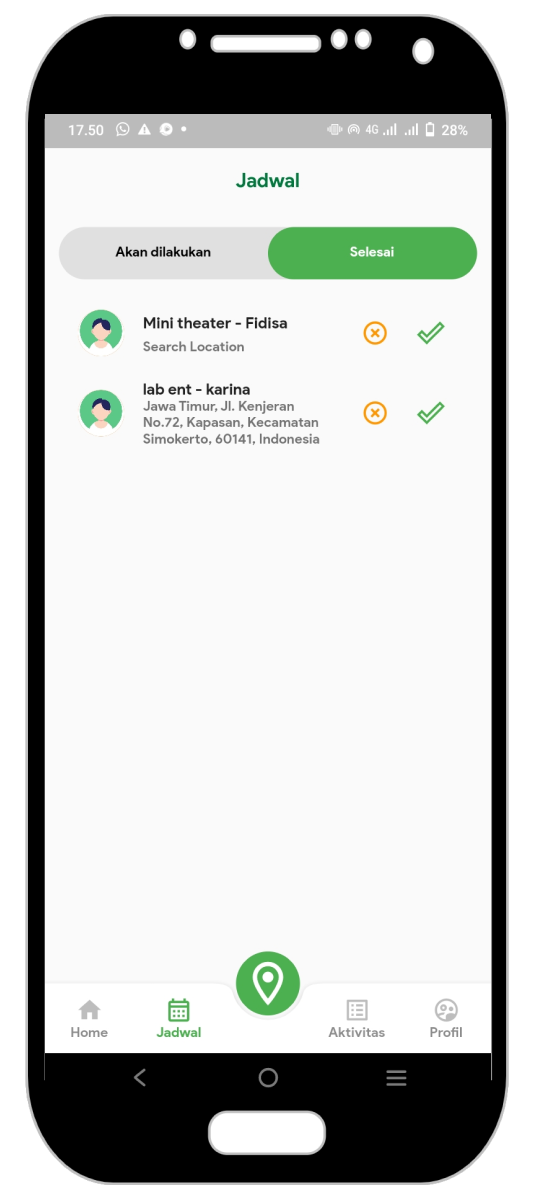 17.50
4G
28%
Jadwal
Akan dilakukan
Selesai
Mini theater - Fidisa
Search Location
lab ent - karina
Jawa Timur, Jl. Kenjeran
No.72, Kapasan, Kecamatan
Simokerto, 60141, Indonesia
Home
Jadwal
Aktivitas
Profil